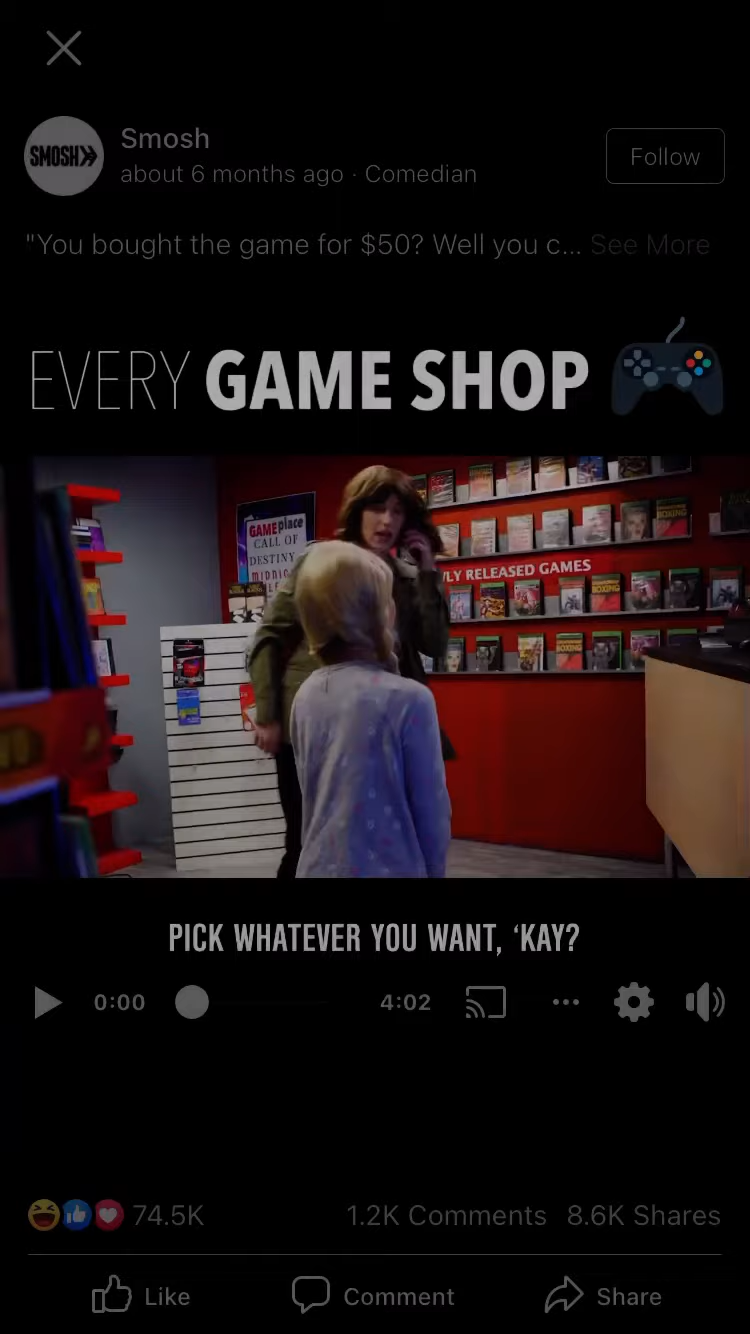 SMOSH
Smosh
about 6 months ago · Comedian
Follow
"You bought the game for $50? Well you c... See More
EVERY GAME SHOP
GAMEplace
CALL OF
DESTINY
LY RELEASED GAMES
BOXING
BOXING
BOXING
PICK WHATEVER YOU WANT, ‘KAY?
0:00
4:02
74.5K
1.2K Comments 8.6K Shares
Like
Comment
Share